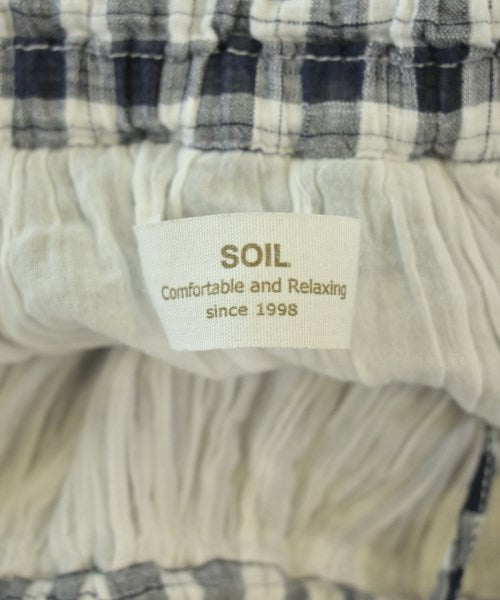 SOIL
Comfortable and Relaxing
since 1998